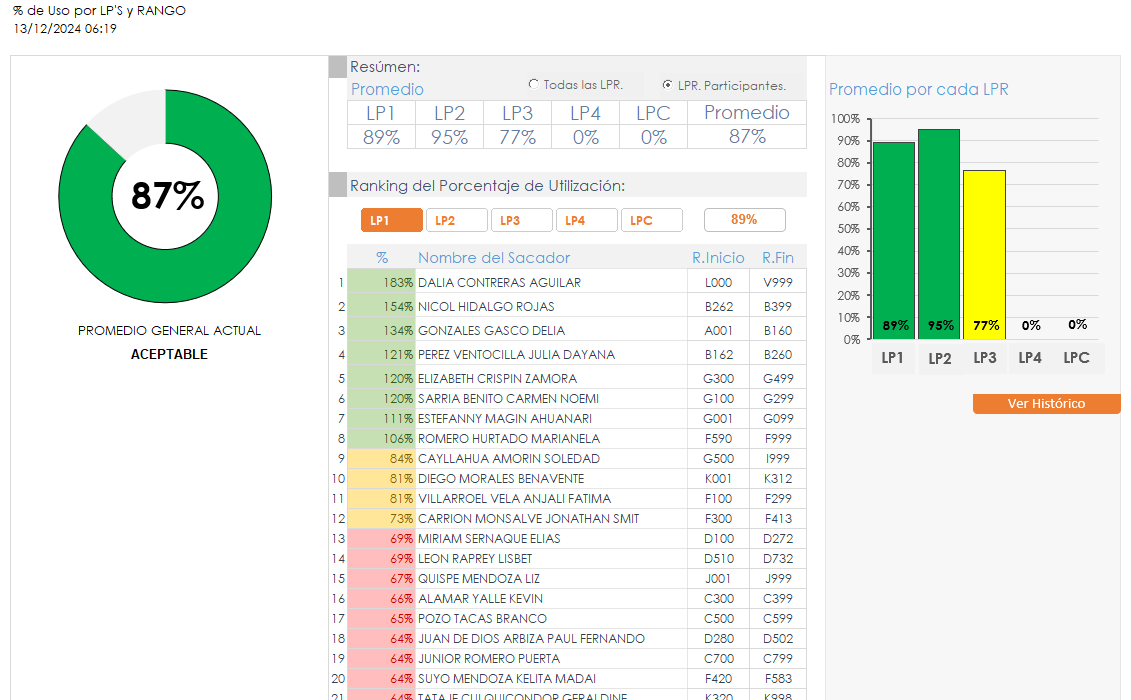 % de Uso por LP'S y RANGO
13/12/2024 06:19
87%
PROMEDIO GENERAL ACTUAL
ACEPTABLE
Resúmen:
Promedio
Todas las LPR.
LPR. Participantes.
LP1 LP2 LP3 LP4 LPC Promedio
89% 95% 77% 0% 0% 87%
Ranking del Porcentaje de Utilización:
LP1 LP2 LP3 LP4 LPC 89%
% Nombre del Sacador R.Inicio R.Fin
1 183% DALIA CONTRERAS AGUILAR L000 V999
2 154% NICOL HIDALGO ROJAS B262 B399
3 134% GONZALES GASCO DELIA A001 B160
4 121% PEREZ VENTOCILLA JULIA DAYANA B162 B260
5 120% ELIZABETH CRISPIN ZAMORA G300 G499
6 120% SARRIA BENITO CARMEN NOEMI G100 G299
7 111% ESTEFANNY MAGIN AHUANARI G001 G099
8 106% ROMERO HURTADO MARIANELA F590 F999
9 84% CAYLLAHUA AMORIN SOLEDAD G500 I999
10 81% DIEGO MORALES BENAVENTE K001 K312
11 81% VILLARROEL VELA ANJALI FATIMA F100 F299
12 73% CARRION MONSALVE JONATHAN SMIT F300 F413
13 69% MIRIAM SERNAQUE ELIAS D100 D272
14 69% LEON RAPREY LISBET D510 D732
15 67% QUISPE MENDOZA LIZ J001 J999
16 66% ALAMAR YALLE KEVIN C300 C399
17 65% POZO TACAS BRANCO C500 C599
18 64% JUAN DE DIOS ARBIZA PAUL FERNANDO D280 D502
19 64% JUNIOR ROMERO PUERTA C700 C799
20 64% SUYO MENDOZA KELITA MADAI F420 F583
21 64% TATAJE CULQUICONDOR GERALDINE K320 K998
Promedio por cada LPR
100%
90%
80%
70%
60%
50%
40%
30%
20%
10%
0%
89% 95% 77% 0% 0%
LP1 LP2 LP3 LP4 LPC
Ver Histórico